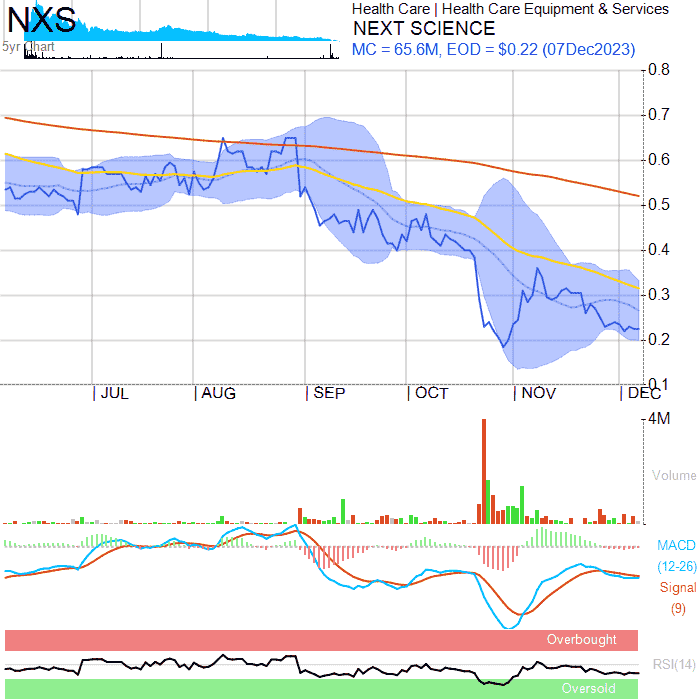 NXS
5yr Chart
Health Care | Health Care Equipment & Services
NEXT SCIENCE
MC = 65.6M, EOD = $0.22 (07Dec2023)
0.8
0.7
0.6
0.5
0.4
0.3
0.2
0.1
JUL
AUG
SEP
OCT
NOV
DEC
4M
Volume
MACD
(12-26)
Signal
(9)
Overbought
RSI(14)
Oversold